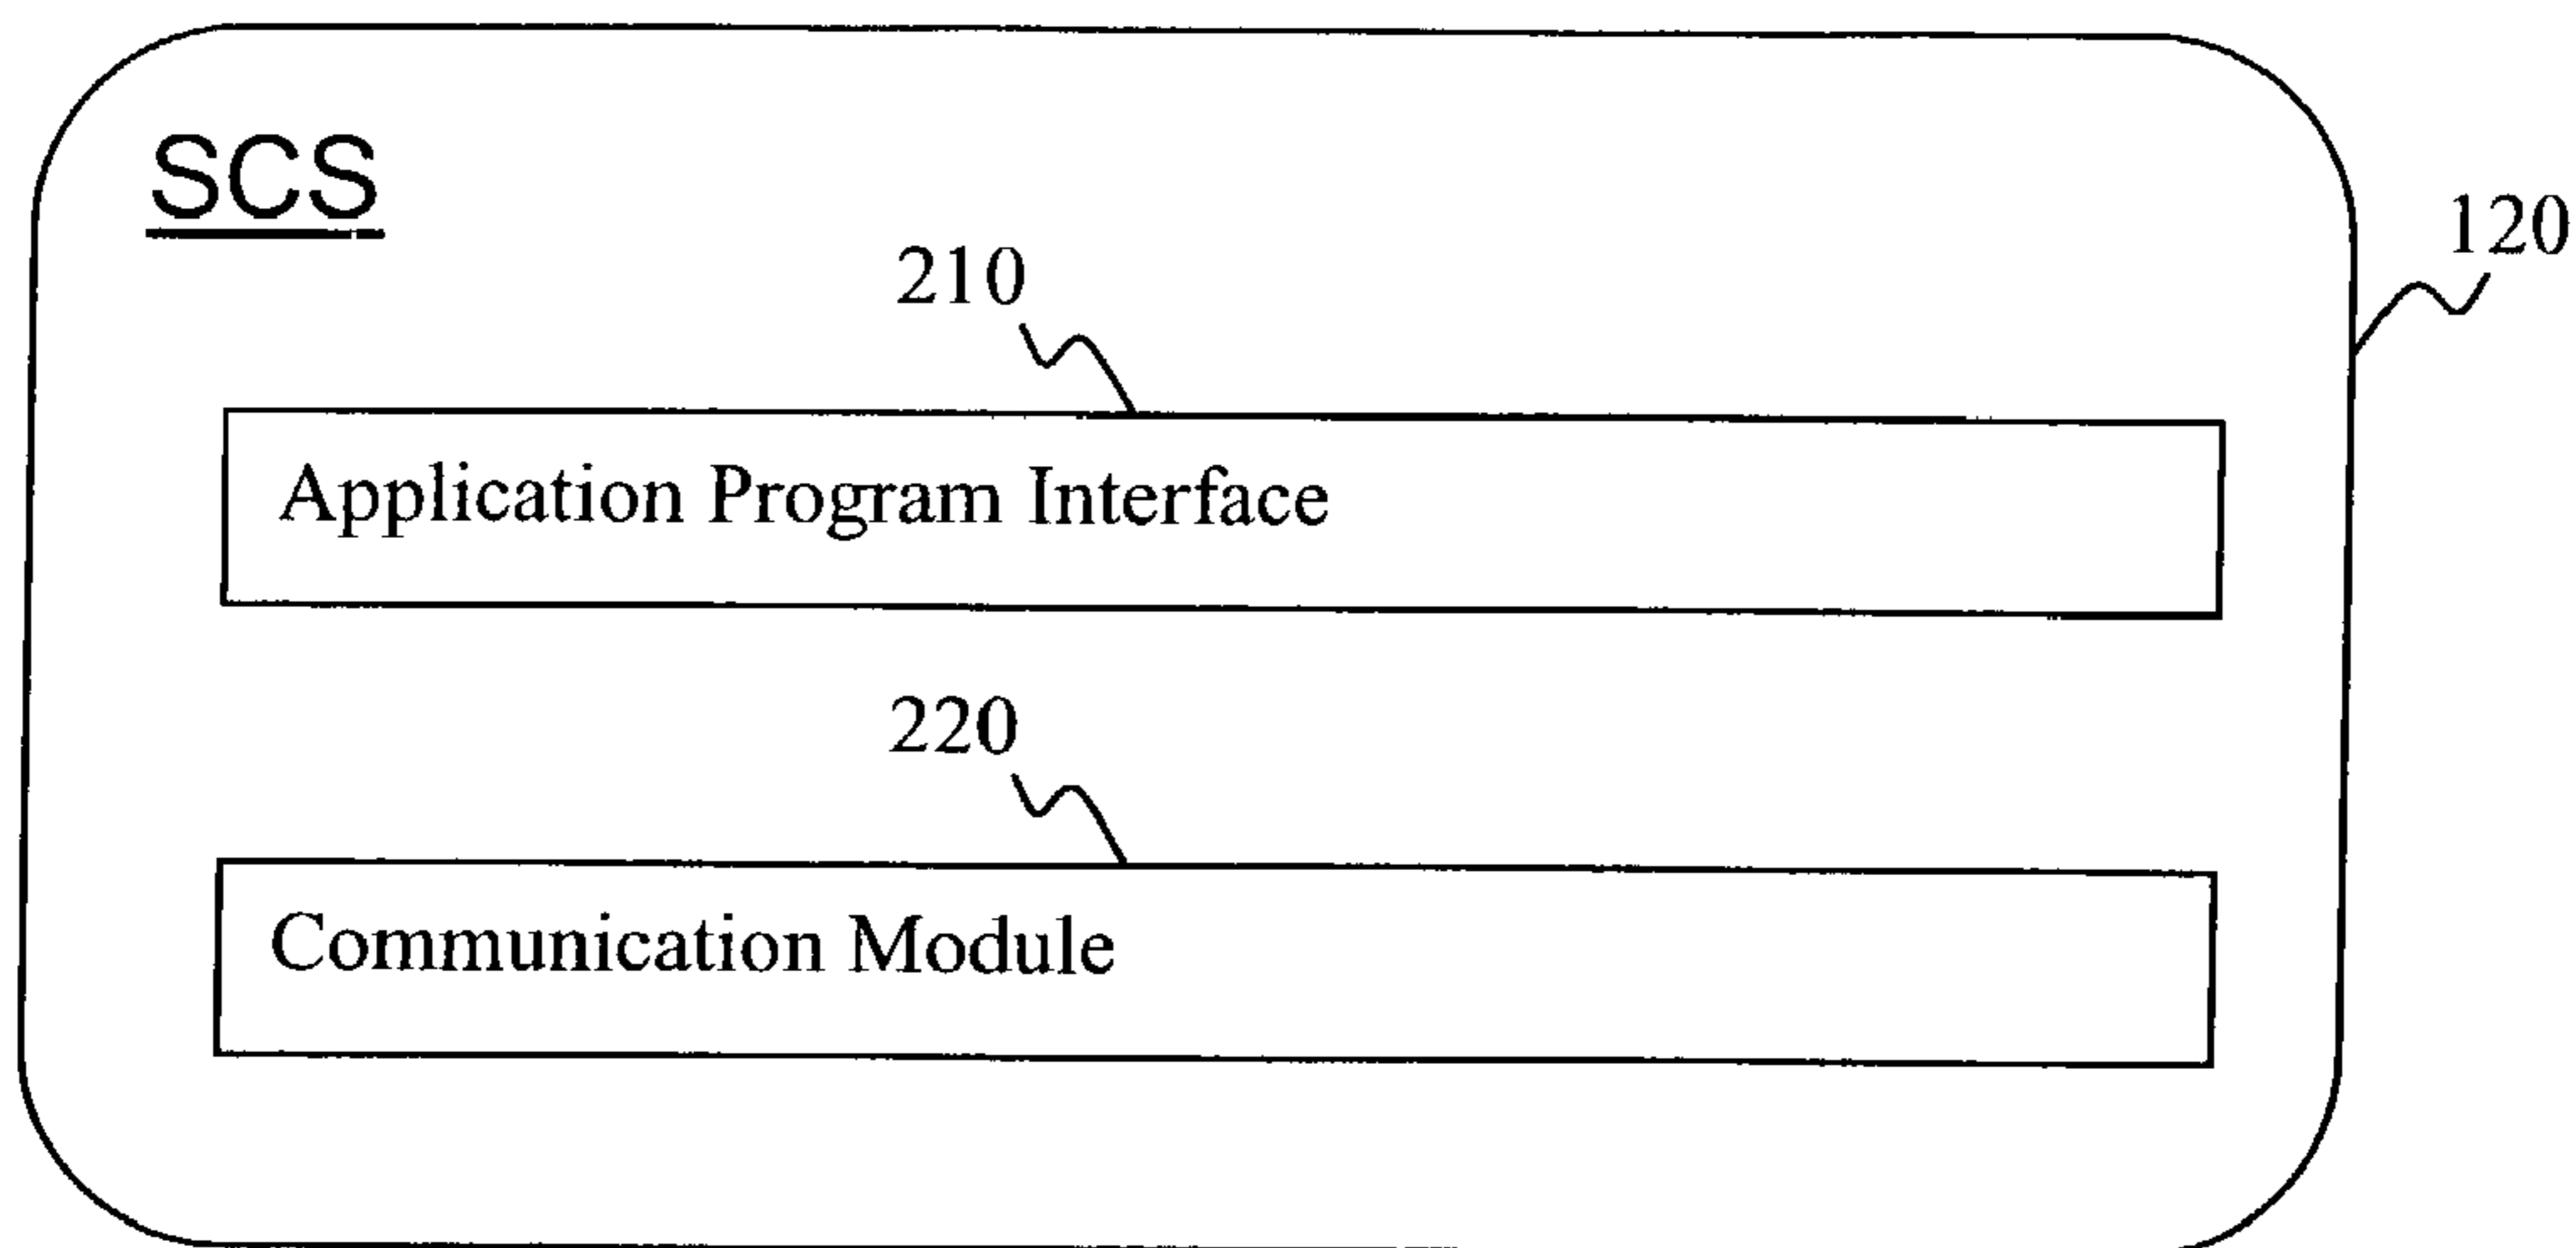 SCS
120
210
Application Program Interface
220
Communication Module